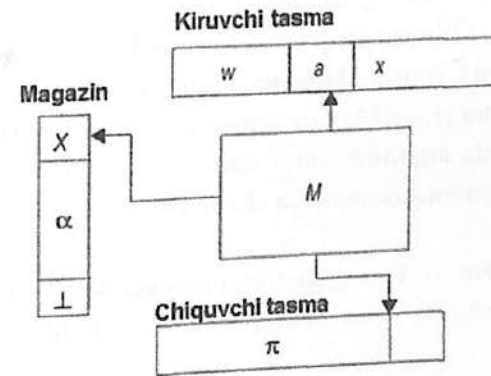 Kiruvchi tasma
w a x
Magazin
X
α
⊥
M
Chiquvchi tasma
π